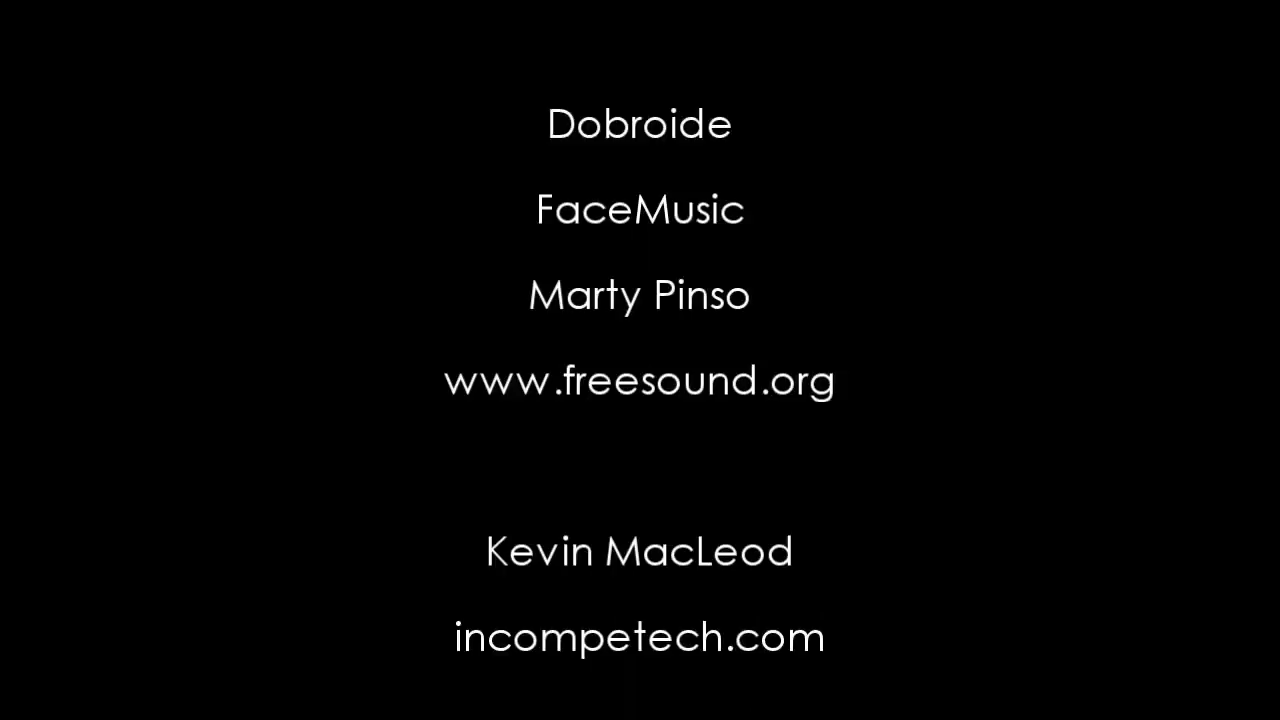 Dobroide
FaceMusic
Marty Pinso
www.freesound.org
Kevin MacLeod
incompetech.com